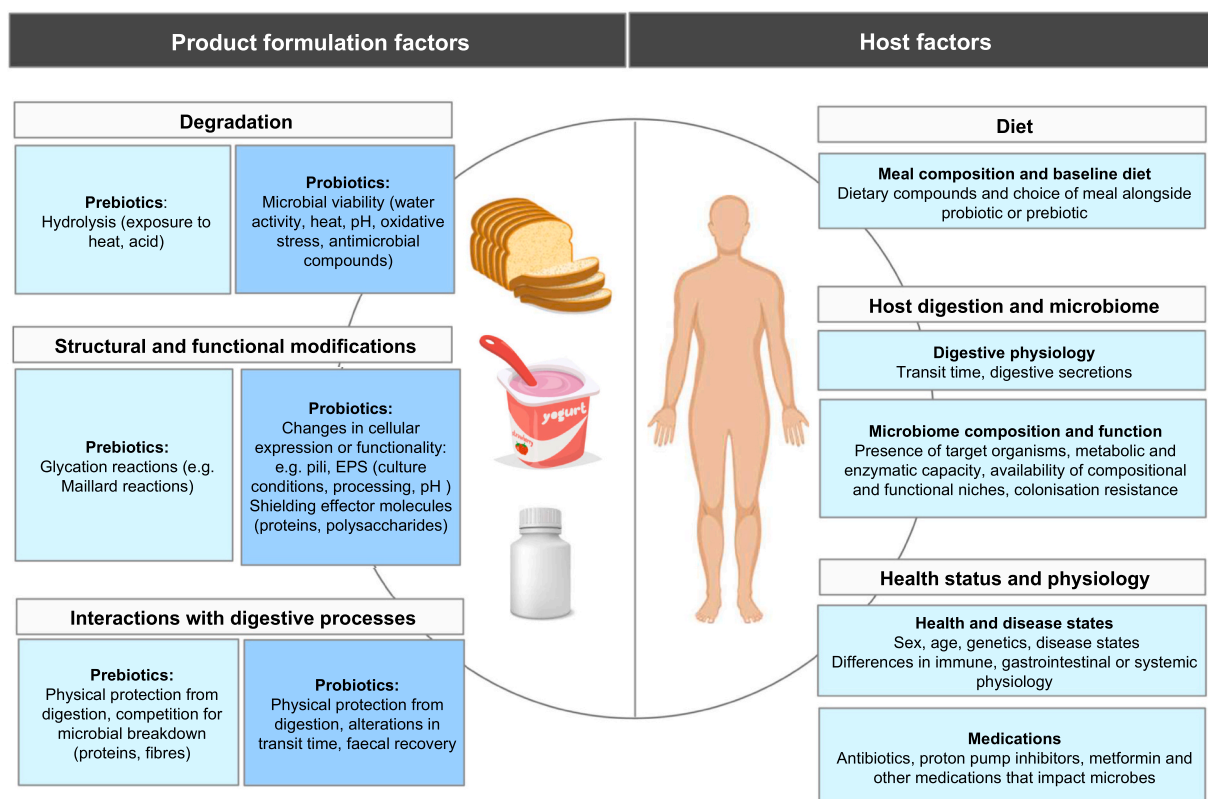 Product formulation factors
Host factors
Degradation
Prebiotics:
Hydrolysis (exposure to
heat, acid)
Probiotics:
Microbial viability (water
activity, heat, pH, oxidative
stress, antimicrobial
compounds)
Structural and functional modifications
Prebiotics:
Glycation reactions (e.g.
Maillard reactions)
Probiotics:
Changes in cellular
expression or functionality:
e.g. pili, EPS (culture
conditions, processing, pH )
Shielding effector molecules
(proteins, polysaccharides)
Interactions with digestive processes
Prebiotics:
Physical protection from
digestion, competition for
microbial breakdown
(proteins, fibres)
Probiotics:
Physical protection from
digestion, alterations in
transit time, faecal recovery
yogurt
strawberry
Diet
Meal composition and baseline diet
Dietary compounds and choice of meal alongside
probiotic or prebiotic
Host digestion and microbiome
Digestive physiology
Transit time, digestive secretions
Microbiome composition and function
Presence of target organisms, metabolic and
enzymatic capacity, availability of compositional
and functional niches, colonisation resistance
Health status and physiology
Health and disease states
Sex, age, genetics, disease states
Differences in immune, gastrointestinal or systemic
physiology
Medications
Antibiotics, proton pump inhibitors, metformin and
other medications that impact microbes